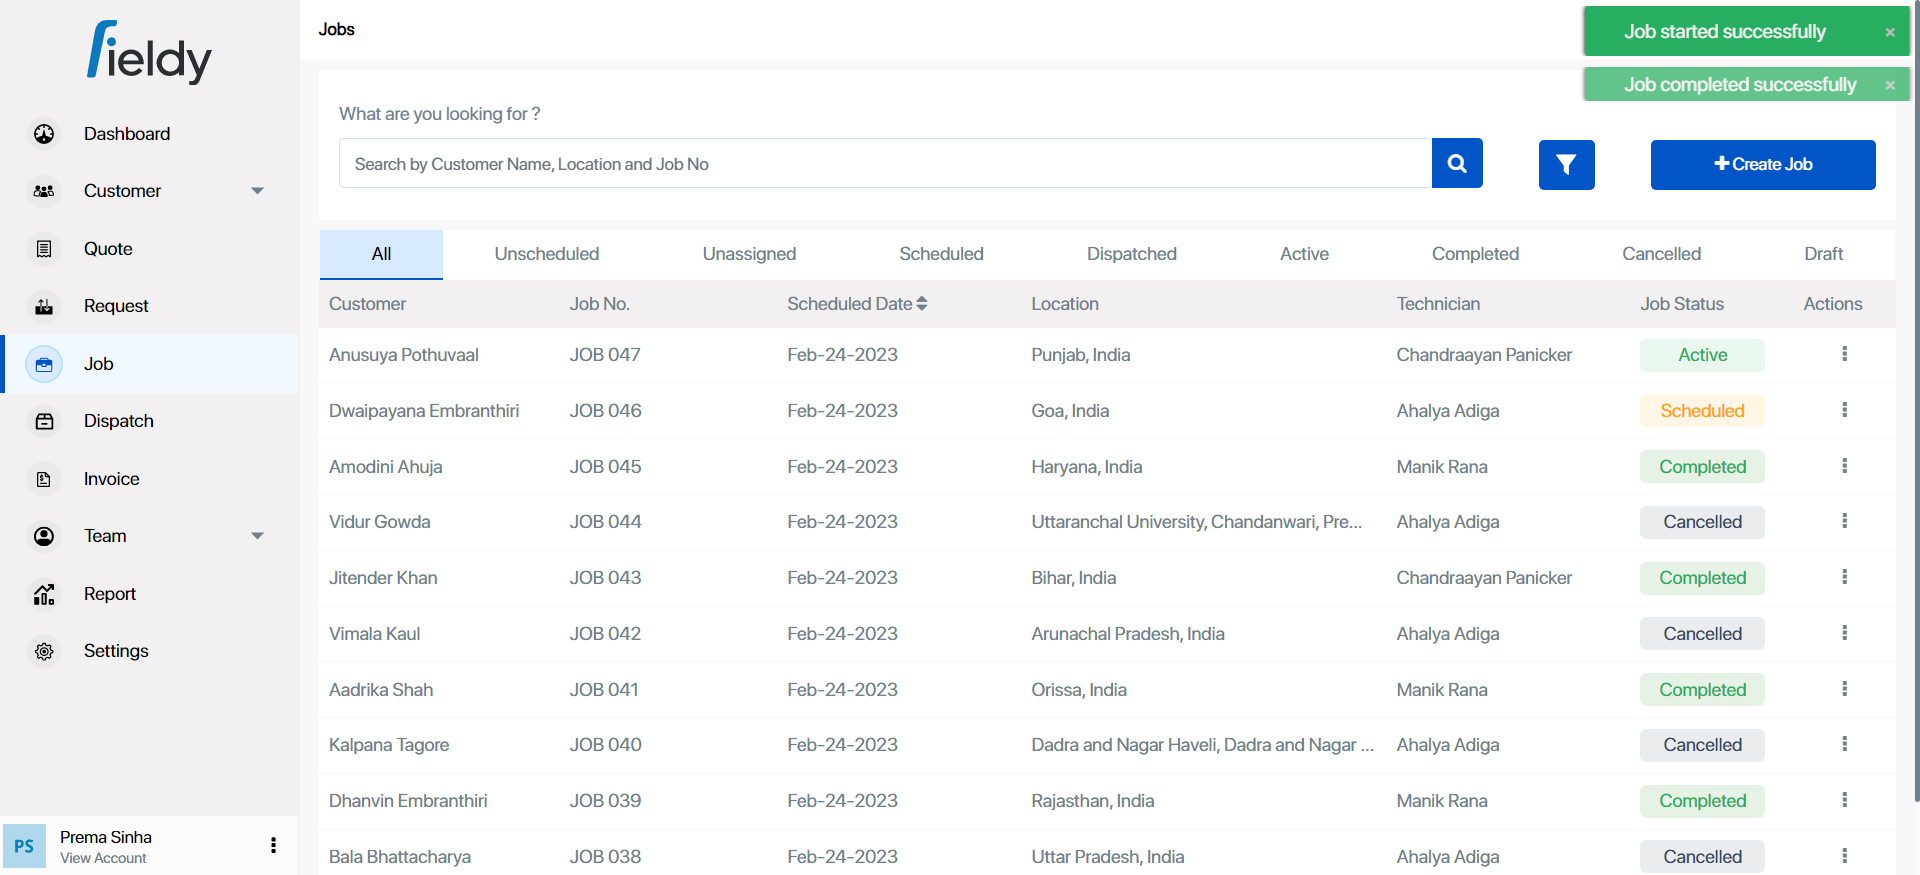 fieldy
Dashboard
Customer
Quote
Request
Job
Dispatch
Invoice
Team
Report
Settings
PS
Prema Sinha
View Account
Jobs
Job started successfully ×
Job completed successfully ×
What are you looking for ?
Search by Customer Name, Location and Job No
Create Job
All Unscheduled Unassigned Scheduled Dispatched Active Completed Cancelled Draft
Customer Job No. Scheduled Date Location Technician Job Status Actions
Anusuya Pothuvaal JOB 047 Feb-24-2023 Punjab, India Chandraayan Panicker Active
Dwaipayana Embranthiri JOB 046 Feb-24-2023 Goa, India Ahalya Adiga Scheduled
Amodini Ahuja JOB 045 Feb-24-2023 Haryana, India Manik Rana Completed
Vidur Gowda JOB 044 Feb-24-2023 Uttaranchal University, Chandanwari, Pre... Ahalya Adiga Cancelled
Jitender Khan JOB 043 Feb-24-2023 Bihar, India Chandraayan Panicker Completed
Vimala Kaul JOB 042 Feb-24-2023 Arunachal Pradesh, India Ahalya Adiga Cancelled
Aadrika Shah JOB 041 Feb-24-2023 Orissa, India Manik Rana Completed
Kalpana Tagore JOB 040 Feb-24-2023 Dadra and Nagar Haveli, Dadra and Nagar ... Ahalya Adiga Cancelled
Dhanvin Embranthiri JOB 039 Feb-24-2023 Rajasthan, India Manik Rana Completed
Bala Bhattacharya JOB 038 Feb-24-2023 Uttar Pradesh, India Ahalya Adiga Cancelled